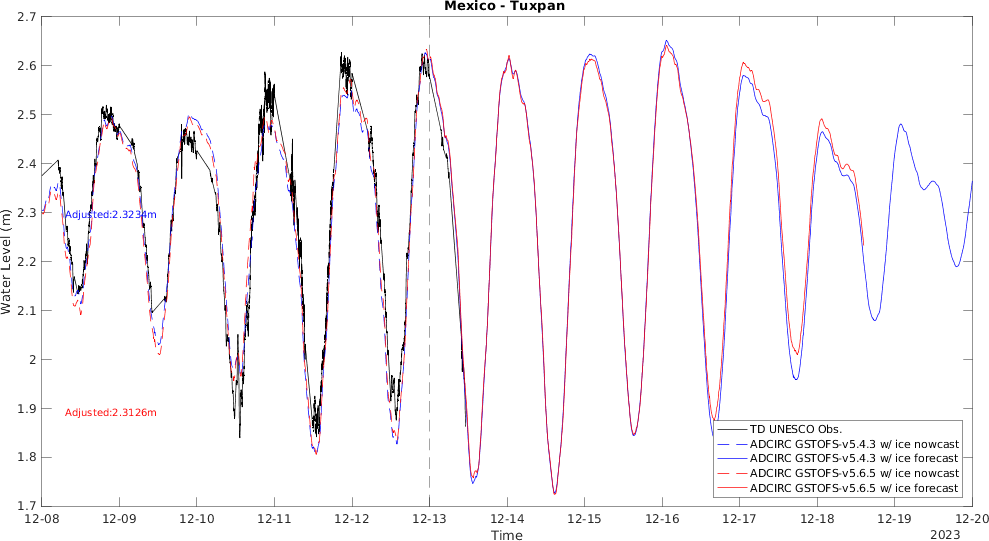 Mexico - Tuxpan
2.7
2.6
2.5
2.4
2.3
2.2
2.1
2
1.9
1.8
1.7
Water Level (m)
Adjusted:2.3234m
Adjusted:2.3126m
TD UNESCO Obs.
ADCIRC GSTOFS-v5.4.3 w/ ice nowcast
ADCIRC GSTOFS-v5.4.3 w/ ice forecast
ADCIRC GSTOFS-v5.6.5 w/ ice nowcast
ADCIRC GSTOFS-v5.6.5 w/ ice forecast
12-08 12-09 12-10 12-11 12-12 12-13 12-14 12-15 12-16 12-17 12-18 12-19 12-20
Time
2023